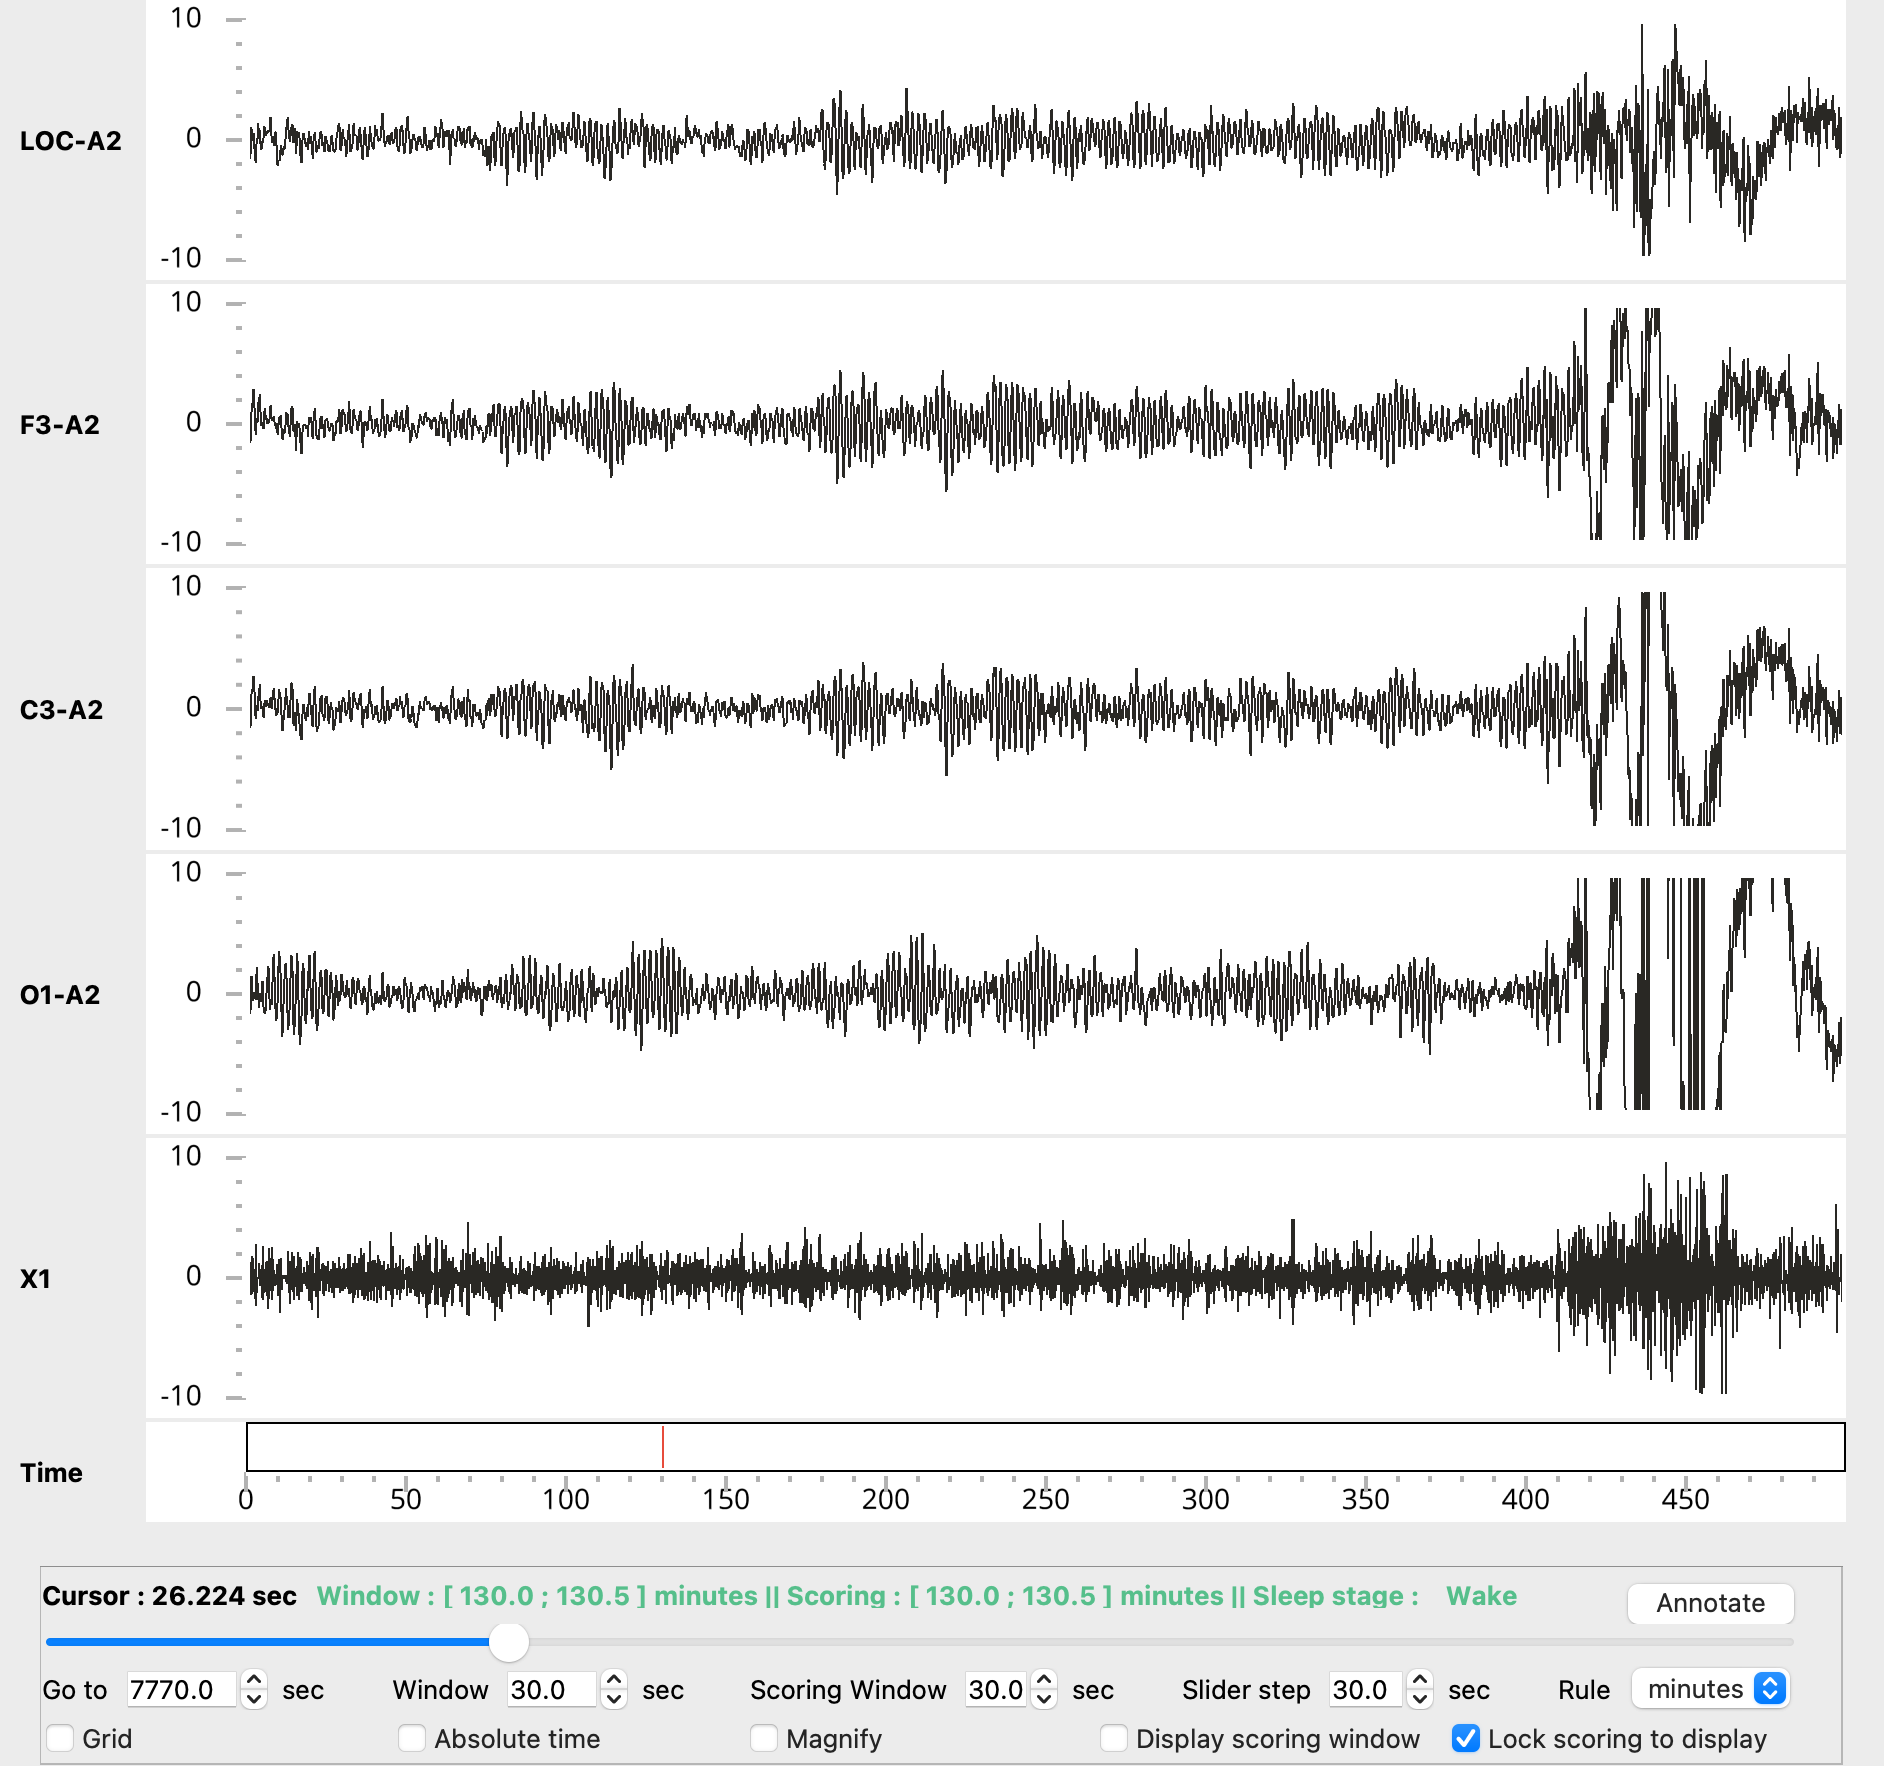 10
LOC-A2
0
-10
10
F3-A2
0
-10
10
C3-A2
0
-10
10
O1-A2
0
-10
10
X1
0
-10
Time
0 50 100 150 200 250 300 350 400 450
Cursor : 26.224 sec Window : [ 130.0 ; 130.5 ] minutes || Scoring : [ 130.0 ; 130.5 ] minutes || Sleep stage : Wake Annotate
Go to 7770.0 sec Window 30.0 sec Scoring Window 30.0 sec Slider step 30.0 sec Rule minutes
Grid Absolute time Magnify Display scoring window Lock scoring to display